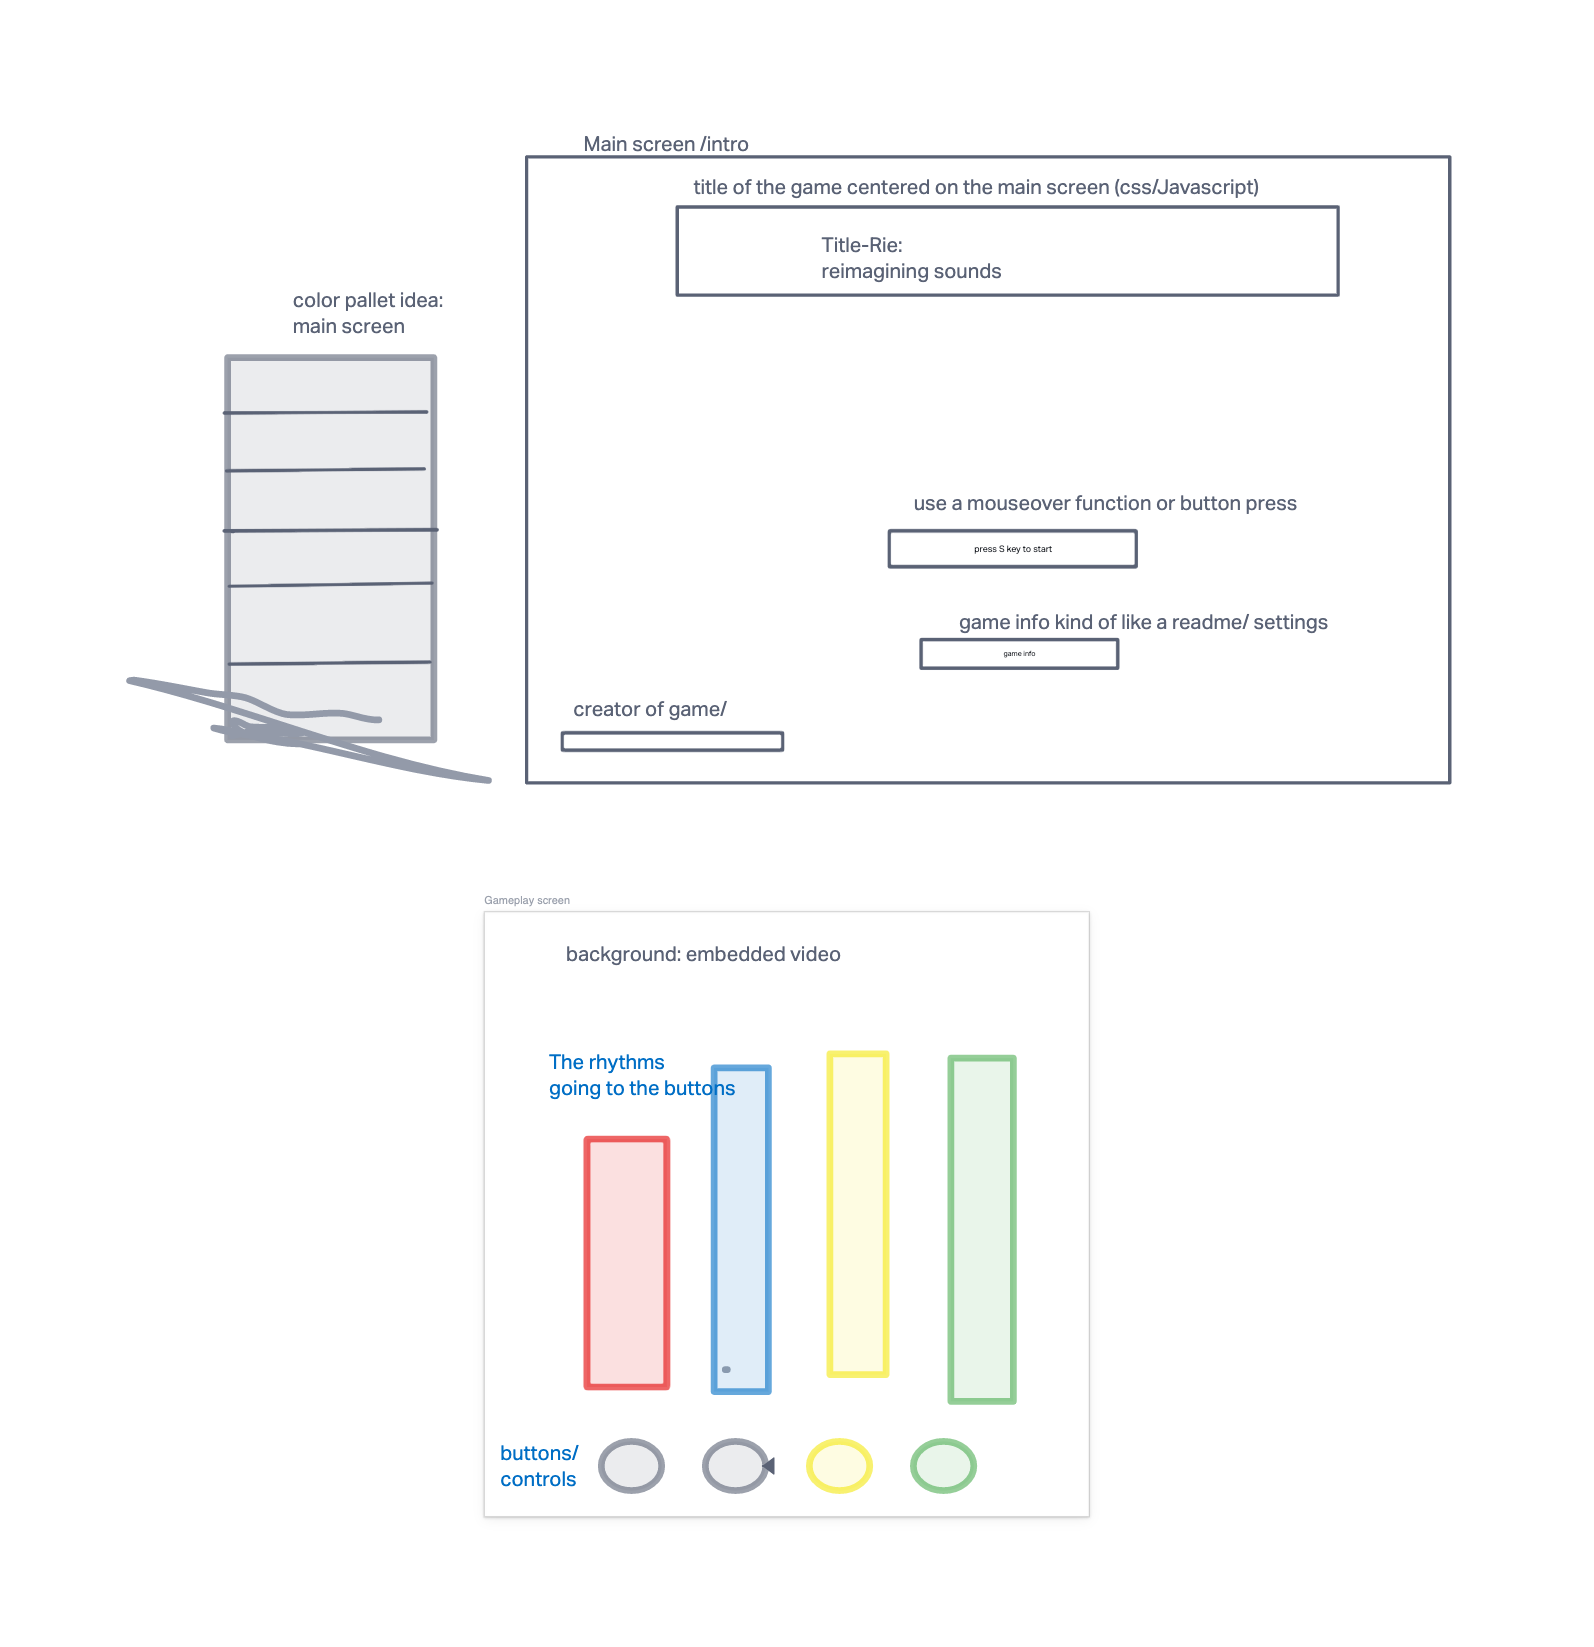 Main screen /intro
title of the game centered on the main screen (css/Javascript)
Title-Rie:
reimagining sounds
color pallet idea:
main screen
use a mouseover function or button press
press S key to start
game info kind of like a readme/ settings
game info
creator of game/
Gameplay screen
background: embedded video
The rhythms
going to the buttons
buttons/
controls